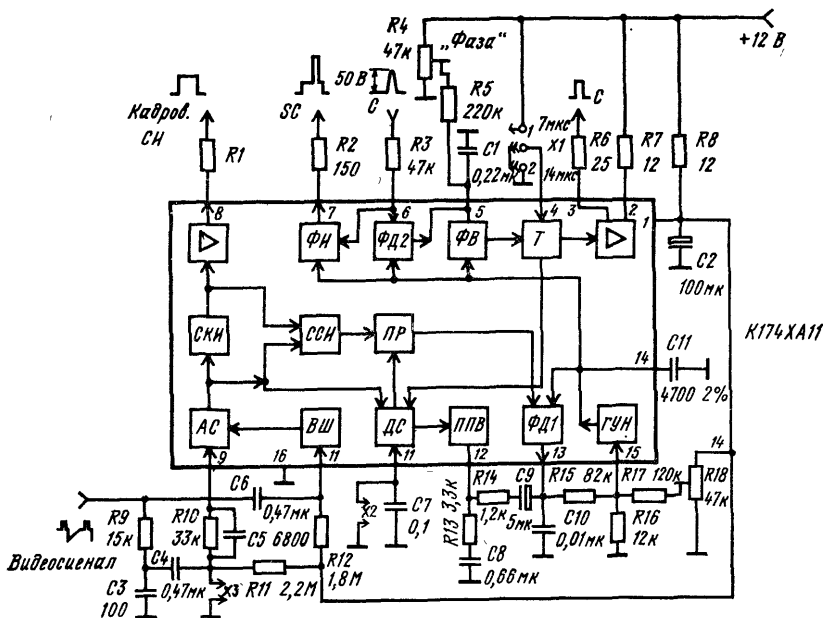 R4
47к
„Фаза“
+12 В
50В
R5
220к
Кадров.
СИ
SC
С
7мкс
1
X1
2
14мкс
С
R1
R2
150
R3
47к
C1
0,22мк
R6
25
R7
12
R8
12
8
7
6
5
4
3
2
1
ФИ
ФД2
ФВ
Т
C2
100мк
К174ХА11
СКИ
ССИ
ПР
14
C11
4700 2%
АС
ВШ
ДС
ППВ
ФД1
ГУН
9
16
11
11
12
13
15
14
R9
15к
R10
33к
C6
0,47мк
C5 6800
X2
C7
0,1
R13 3,3к
R14
1,2к
C9
5мк
R15
82к
R17
120к
R18
47к
Видеосигнал
C4
0,47мк
X3
R11
2,2М
R12
1,8М
C8
0,66мк
C10
0,01мк
R16
12к
C3
100